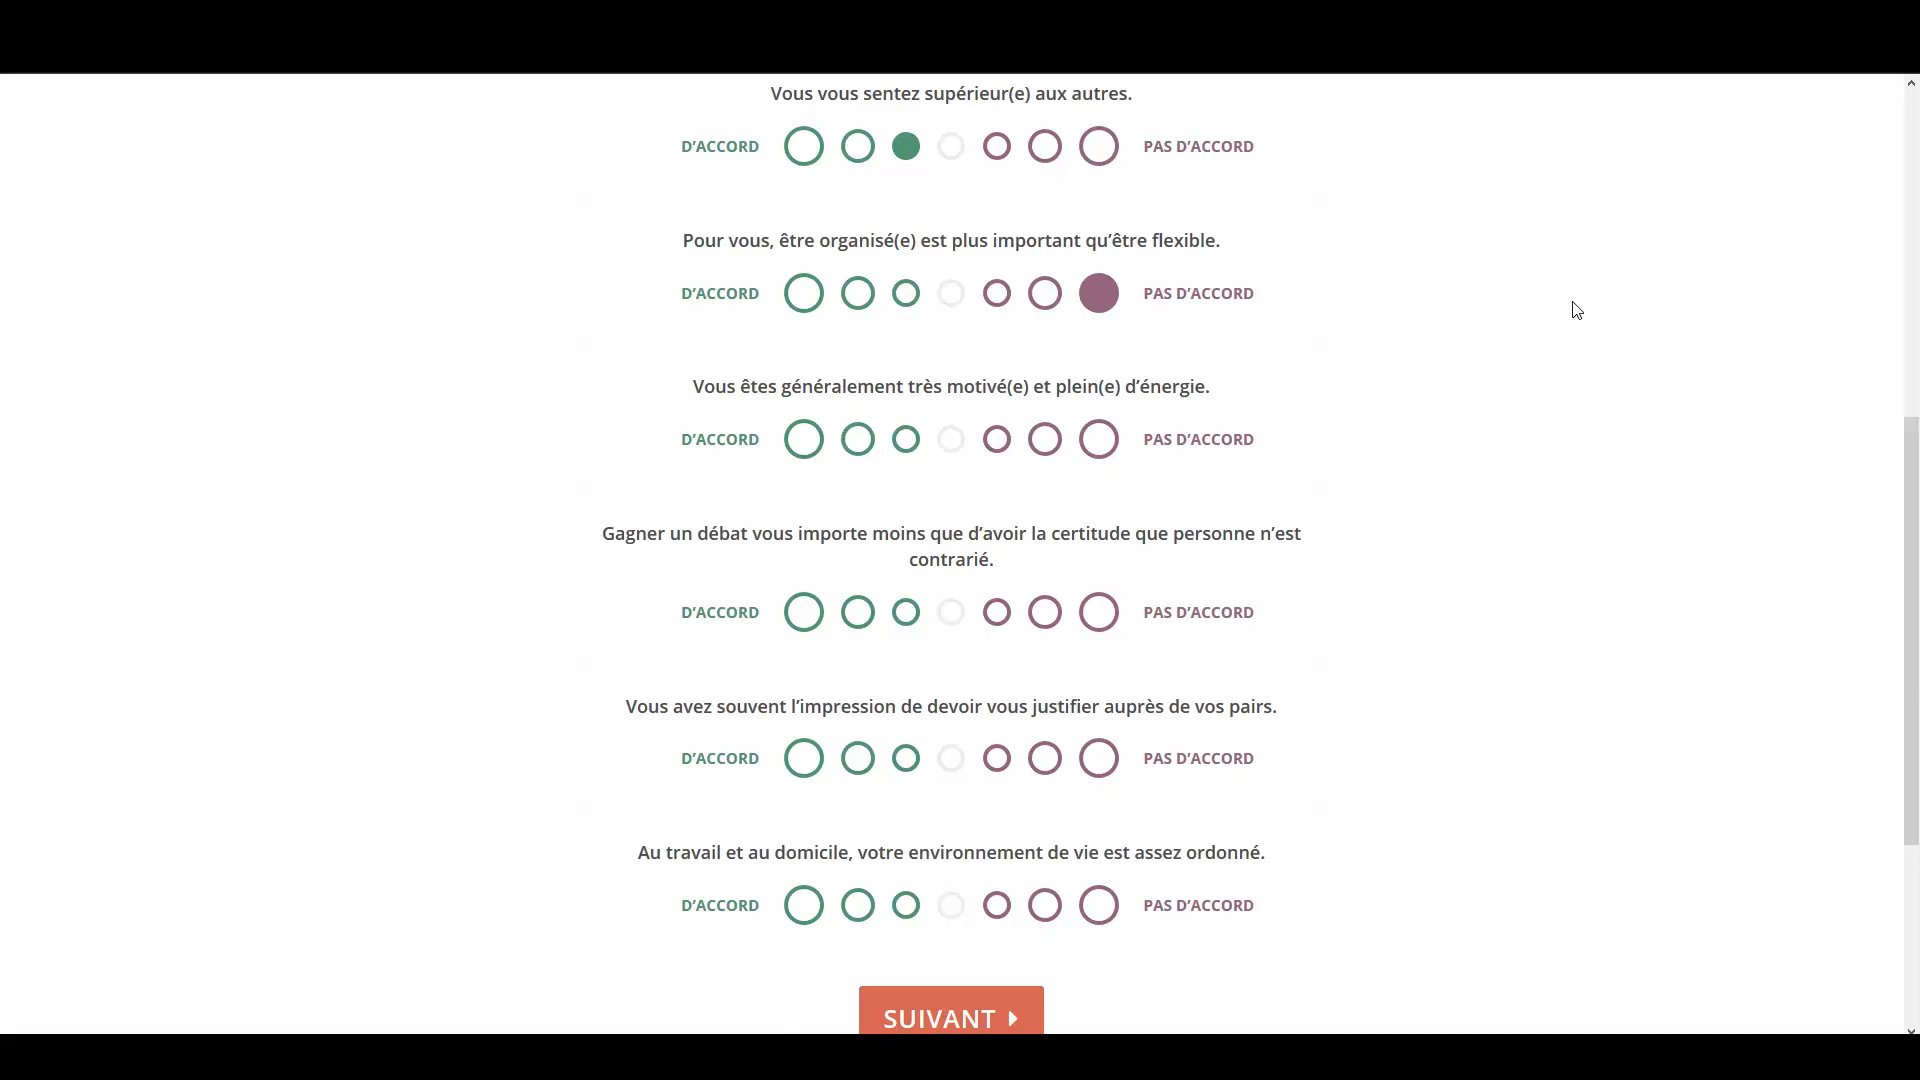 Vous vous sentez supérieur(e) aux autres.
D’ACCORD PAS D’ACCORD
Pour vous, être organisé(e) est plus important qu’être flexible.
D’ACCORD PAS D’ACCORD
Vous êtes généralement très motivé(e) et plein(e) d’énergie.
D’ACCORD PAS D’ACCORD
Gagner un débat vous importe moins que d’avoir la certitude que personne n’est
contrarié.
D’ACCORD PAS D’ACCORD
Vous avez souvent l’impression de devoir vous justifier auprès de vos pairs.
D’ACCORD PAS D’ACCORD
Au travail et au domicile, votre environnement de vie est assez ordonné.
D’ACCORD PAS D’ACCORD
SUIVANT